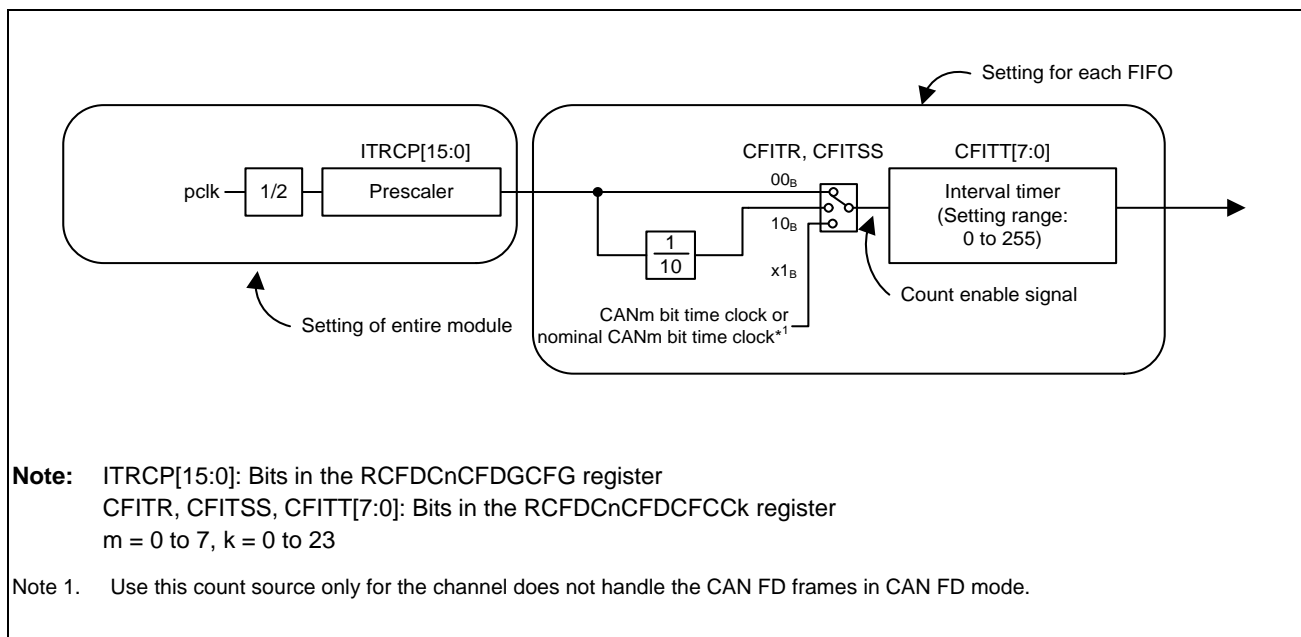 Setting for each FIFO
ITRCP[15:0]
CFITR, CFITSS
CFITT[7:0]
pclk
1/2
Prescaler
00B
Interval timer
(Setting range:
0 to 255)
10B
1
10
x1B
Count enable signal
CANm bit time clock or
nominal CANm bit time clock*1
Setting of entire module
Note: ITRCP[15:0]: Bits in the RCFDCnCFDGCFG register
CFITR, CFITSS, CFITT[7:0]: Bits in the RCFDCnCFDCFCCk register
m = 0 to 7, k = 0 to 23
Note 1. Use this count source only for the channel does not handle the CAN FD frames in CAN FD mode.